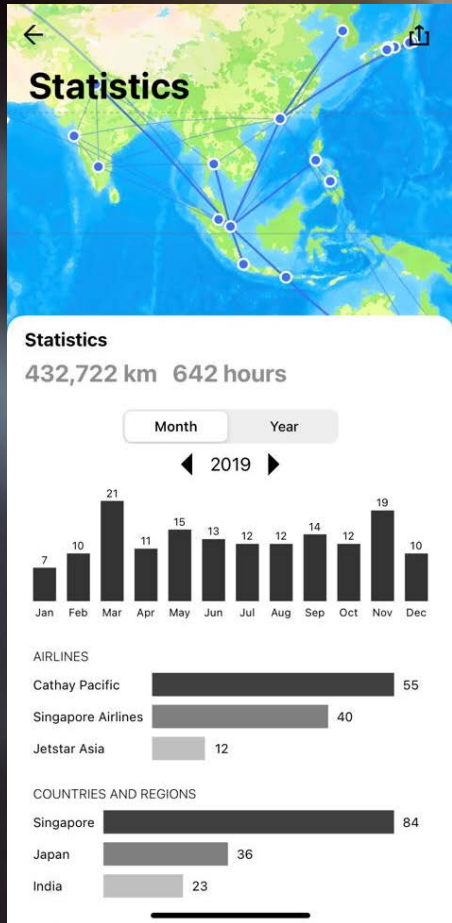 Statistics
Statistics
432,722 km 642 hours
Month Year
2019
7 10 21 11 15 13 12 12 14 12 19 10
Jan Feb Mar Apr May Jun Jul Aug Sep Oct Nov Dec
AIRLINES
Cathay Pacific 55
Singapore Airlines 40
Jetstar Asia 12
COUNTRIES AND REGIONS
Singapore 84
Japan 36
India 23